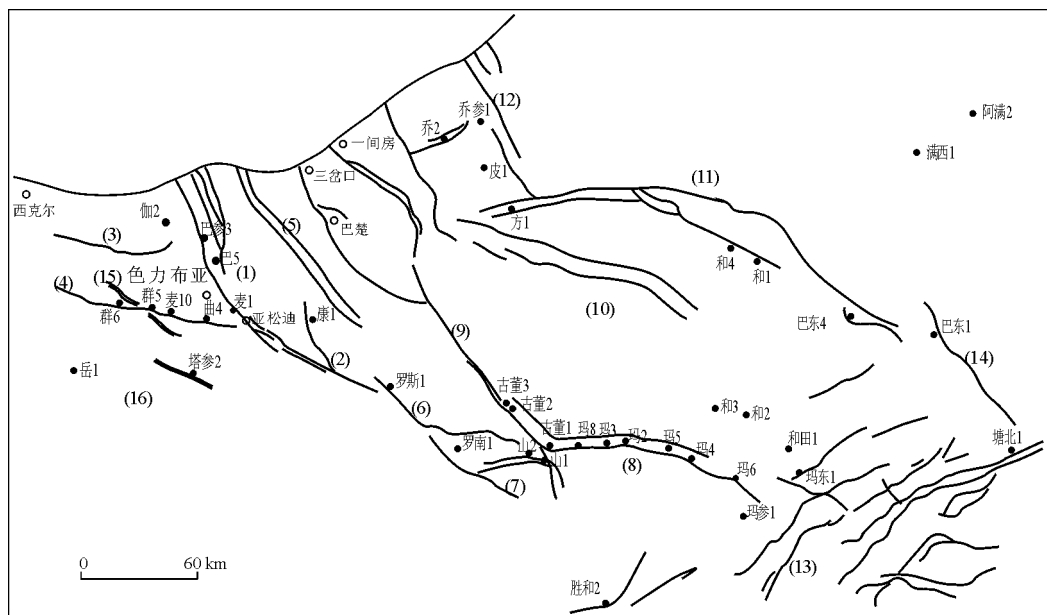 (12)
乔参1
阿满2
乔2
一间房
满西1
三岔口
皮1
(11)
西克尔
伽2
巴楚
方1
巴参3
(5)
(3)
和4
和1
巴5
(1)
(15)
色力布亚
(4)
(10)
群5
麦10
麦1
群6
曲4
亚松迪
康1
巴东4
巴东1
(9)
(2)
(14)
岳1
塔参2
(16)
罗斯1
古董3
古董2
和3
和2
(6)
古董1
玛8
玛3
玛2
和田1
塘北1
罗南1
山2
山1
玛5
玛4
(8)
玛6
玛东1
(7)
玛参1
(13)
0
60 km
胜和2